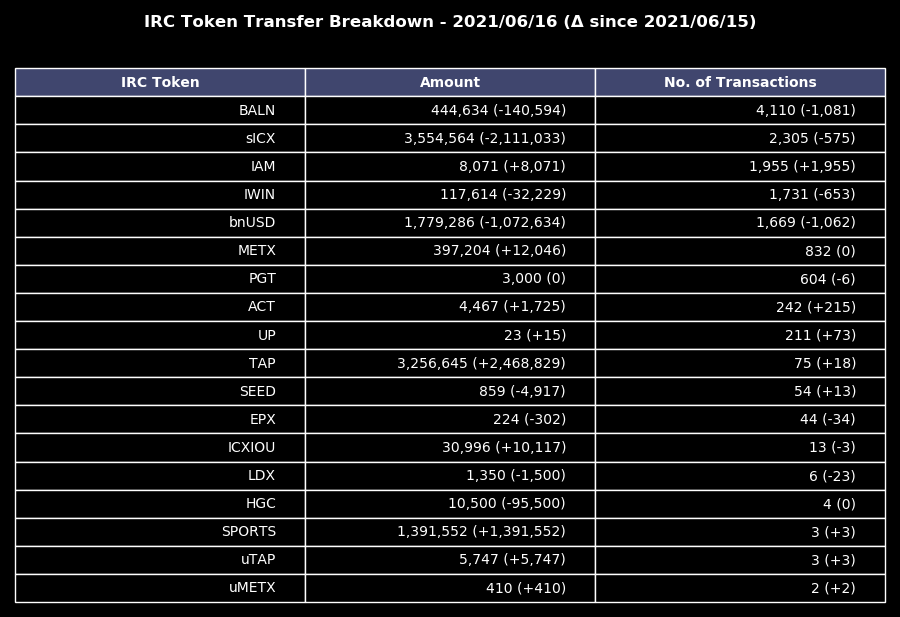 IRC Token Transfer Breakdown - 2021/06/16 (Δ since 2021/06/15)
IRC Token Amount No. of Transactions
BALN 444,634 (-140,594) 4,110 (-1,081)
sICX 3,554,564 (-2,111,033) 2,305 (-575)
IAM 8,071 (+8,071) 1,955 (+1,955)
IWIN 117,614 (-32,229) 1,731 (-653)
bnUSD 1,779,286 (-1,072,634) 1,669 (-1,062)
METX 397,204 (+12,046) 832 (0)
PGT 3,000 (0) 604 (-6)
ACT 4,467 (+1,725) 242 (+215)
UP 23 (+15) 211 (+73)
TAP 3,256,645 (+2,468,829) 75 (+18)
SEED 859 (-4,917) 54 (+13)
EPX 224 (-302) 44 (-34)
ICXIOU 30,996 (+10,117) 13 (-3)
LDX 1,350 (-1,500) 6 (-23)
HGC 10,500 (-95,500) 4 (0)
SPORTS 1,391,552 (+1,391,552) 3 (+3)
uTAP 5,747 (+5,747) 3 (+3)
uMETX 410 (+410) 2 (+2)